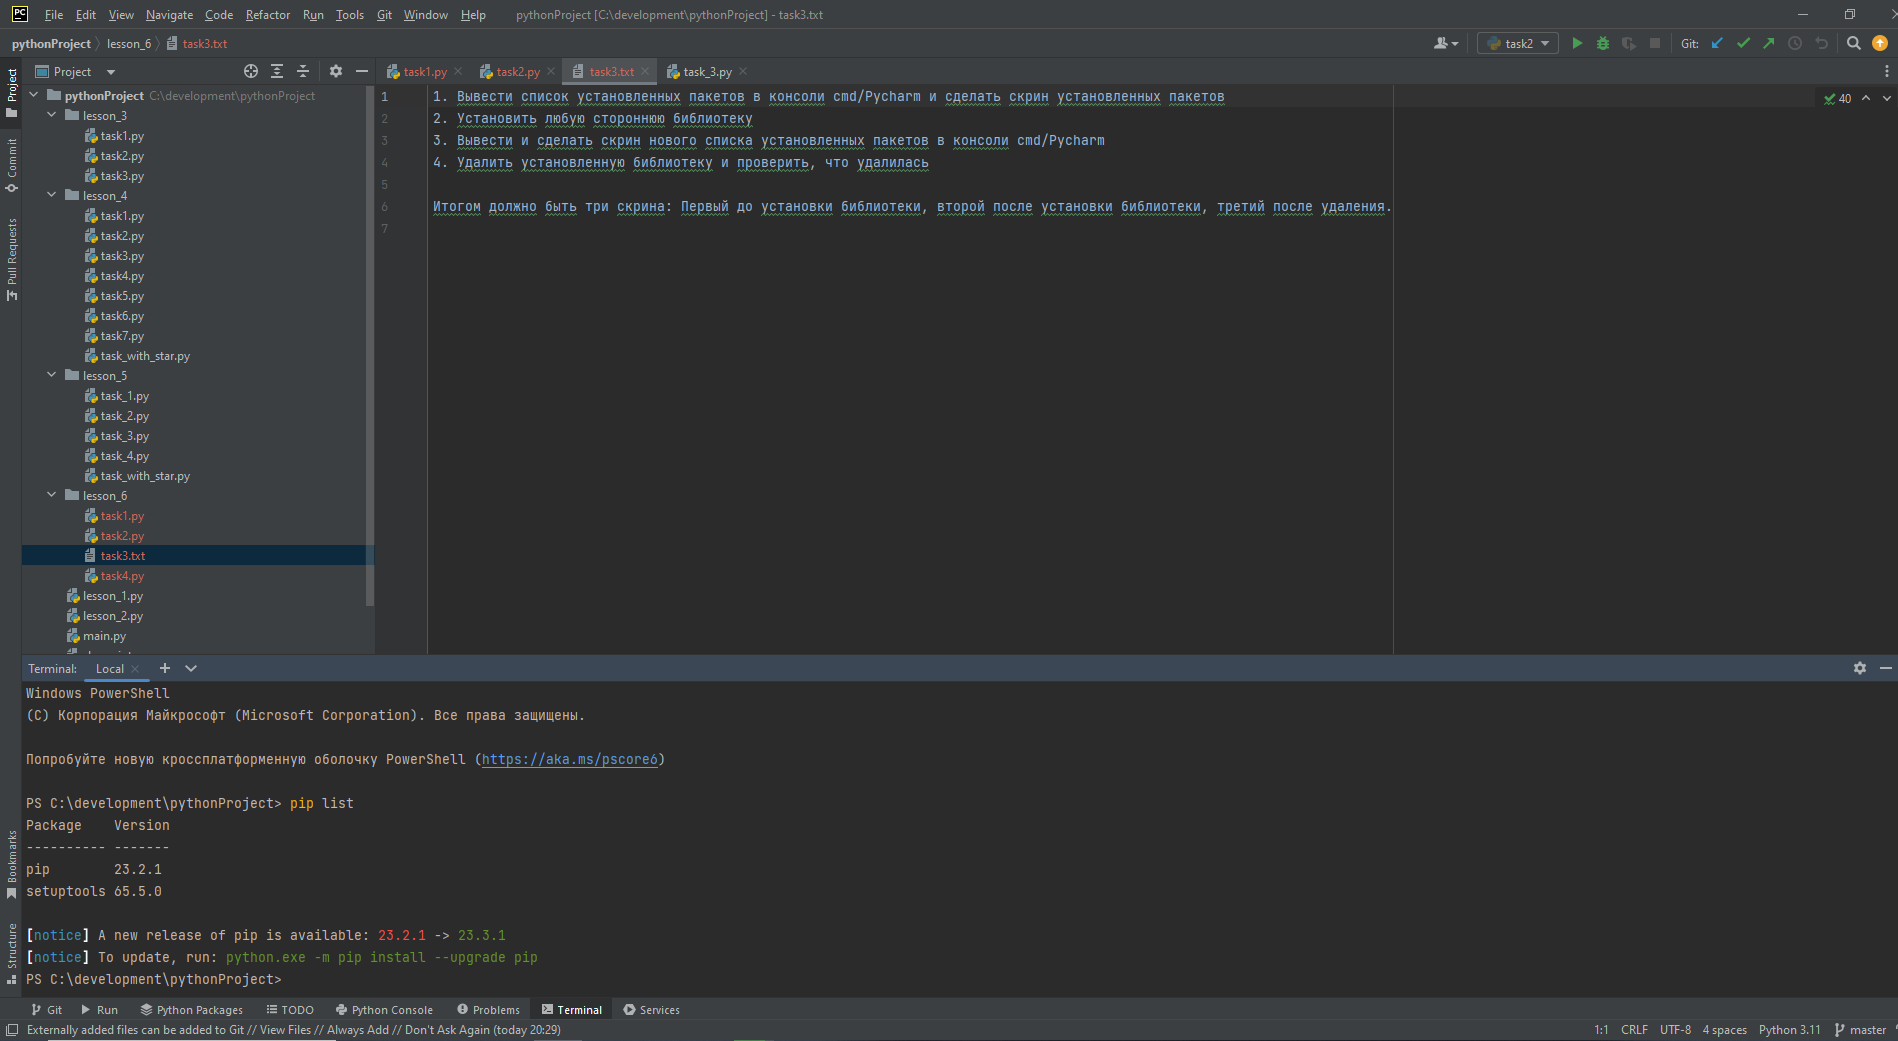 PC File Edit View Navigate Code Refactor Run Tools Git Window Help pythonProject [C:\development\pythonProject] - task3.txt
pythonProject lesson_6 task3.txt task2 Git:
Project task1.py task2.py task3.txt task_3.py
Project
Commit
Pull Requests
Bookmarks
Structure
pythonProject C:\development\pythonProject
lesson_3
task1.py
task2.py
task3.py
lesson_4
task1.py
task2.py
task3.py
task4.py
task5.py
task6.py
task7.py
task_with_star.py
lesson_5
task_1.py
task_2.py
task_3.py
task_4.py
task_with_star.py
lesson_6
task1.py
task2.py
task3.txt
task4.py
lesson_1.py
lesson_2.py
main.py
1 1. Вывести список установленных пакетов в консоли cmd/Pycharm и сделать скрин установленных пакетов
40
2 2. Установить любую стороннюю библиотеку
3 3. Вывести и сделать скрин нового списка установленных пакетов в консоли cmd/Pycharm
4 4. Удалить установленную библиотеку и проверить, что удалилась
5
6 Итогом должно быть три скрина: Первый до установки библиотеки, второй после установки библиотеки, третий после удаления.
7
Terminal: Local
Windows PowerShell
(C) Корпорация Майкрософт (Microsoft Corporation). Все права защищены.
Попробуйте новую кроссплатформенную оболочку PowerShell (https://aka.ms/pscore6)
PS C:\development\pythonProject> pip list
Package Version
---------- -------
pip 23.2.1
setuptools 65.5.0
[notice] A new release of pip is available: 23.2.1 -> 23.3.1
[notice] To update, run: python.exe -m pip install --upgrade pip
PS C:\development\pythonProject>
Git Run Python Packages TODO Python Console Problems Terminal Services
Externally added files can be added to Git // View Files // Always Add // Don't Ask Again (today 20:29) 1:1 CRLF UTF-8 4 spaces Python 3.11 master